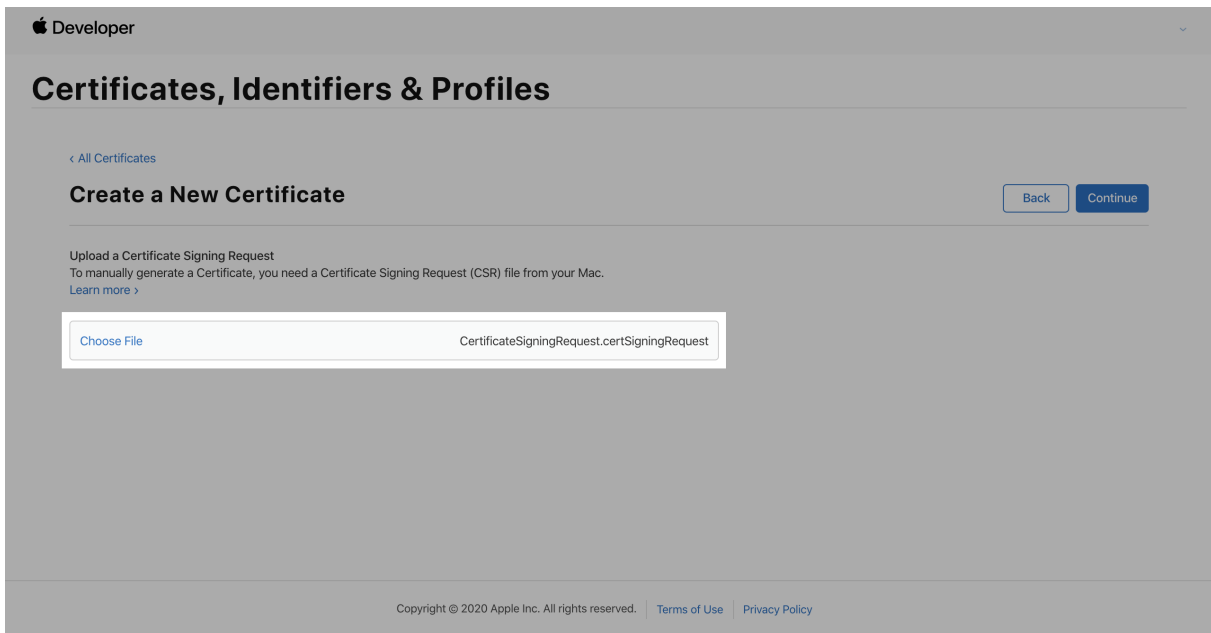 Developer
Certificates, Identifiers & Profiles
‹ All Certificates
Create a New Certificate
Back
Continue
Upload a Certificate Signing Request
To manually generate a Certificate, you need a Certificate Signing Request (CSR) file from your Mac.
Learn more ›
Choose File
CertificateSigningRequest.certSigningRequest
Copyright © 2020 Apple Inc. All rights reserved.
Terms of Use
Privacy Policy